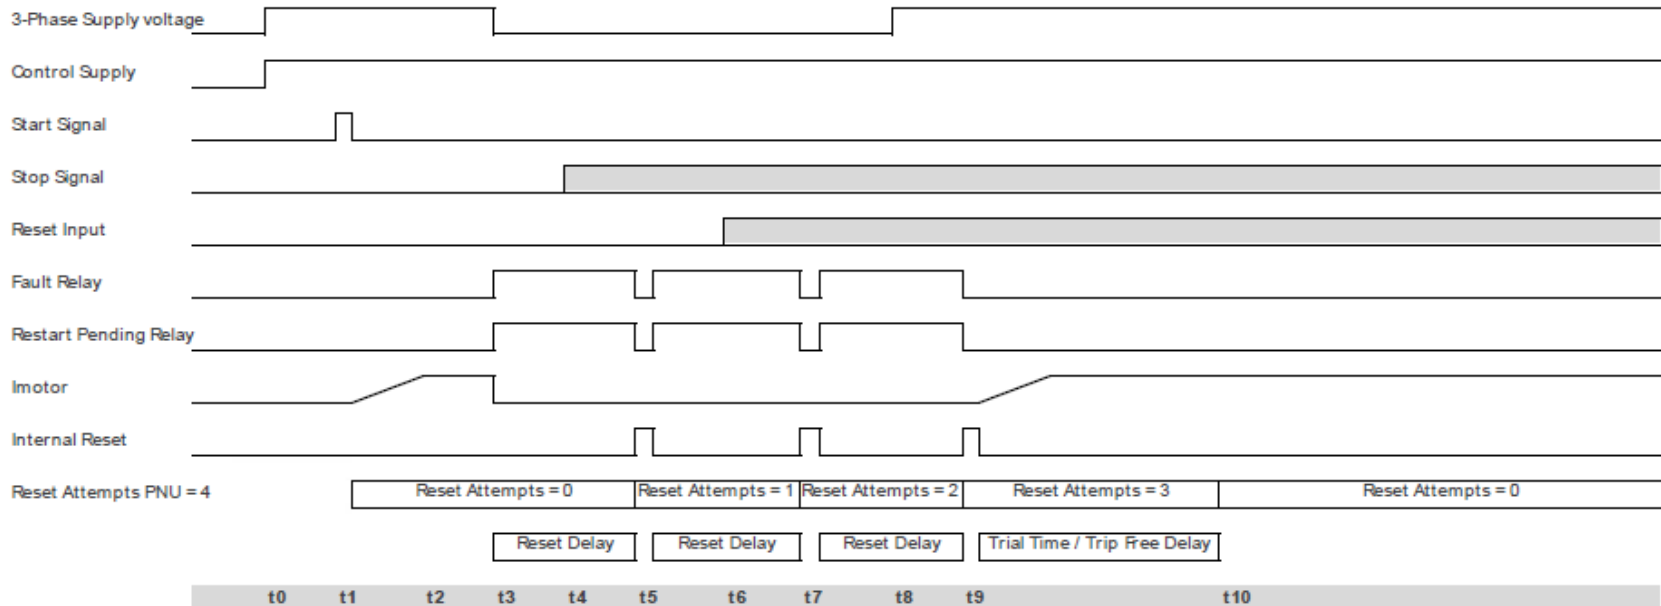 3-Phase Supply voltage
Control Supply
Start Signal
Stop Signal
Reset Input
Fault Relay
Restart Pending Relay
Imotor
Internal Reset
Reset Attempts PNU = 4 Reset Attempts = 0 Reset Attempts = 1 Reset Attempts = 2 Reset Attempts = 3 Reset Attempts = 0
Reset Delay Reset Delay Reset Delay Trial Time / Trip Free Delay
t0 t1 t2 t3 t4 t5 t6 t7 t8 t9 t10